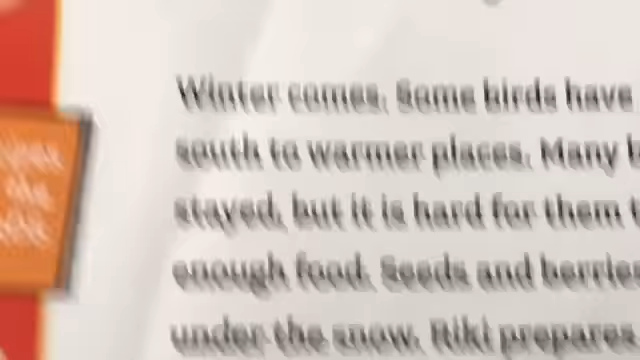 Winter comes. Some birds have
south to warmer places. Many
stayed, but it is hard for them
enough food. Seeds and berries
under the snow. Riki prepares